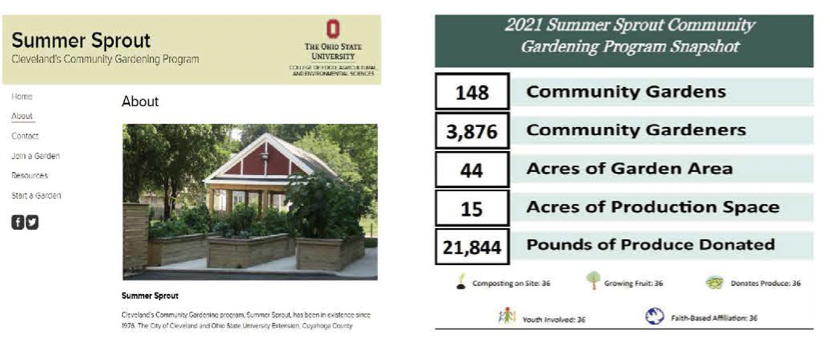 Summer Sprout
Cleveland's Community Gardening Program
THE OHIO STATE
UNIVERSITY
COLLEGE OF FOOD, AGRICULTURAL,
AND ENVIRONMENTAL SCIENCES
Home
About
Contact
Join a Garden
Resources
Start a Garden
About
Summer Sprout
Cleveland's Community Gardening program, Summer Sprout, has been in existence since
1976. The City of Cleveland and Ohio State University Extension, Cuyahoga County
2021 Summer Sprout Community
Gardening Program Snapshot
148 Community Gardens
3,876 Community Gardeners
44 Acres of Garden Area
15 Acres of Production Space
21,844 Pounds of Produce Donated
Composting on Site: 36 Growing Fruit: 36 Donates Produce: 36
Youth Involved: 36 Faith-Based Affiliation: 36